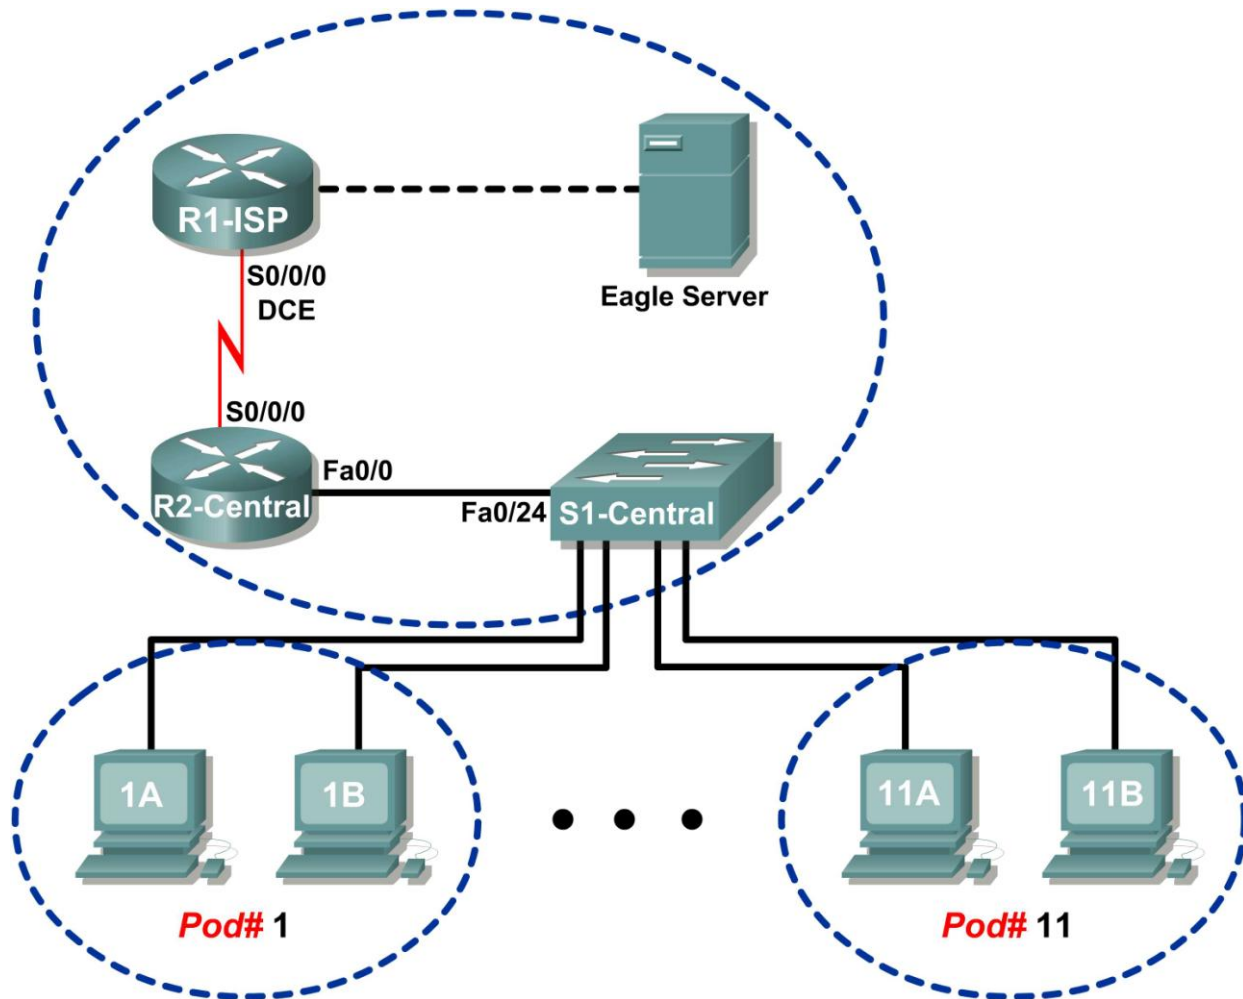 R1-ISP
S0/0/0
DCE
Eagle Server
S0/0/0
R2-Central
Fa0/0
Fa0/24
S1-Central
1A
1B
11A
11B
Pod# 1
Pod# 11